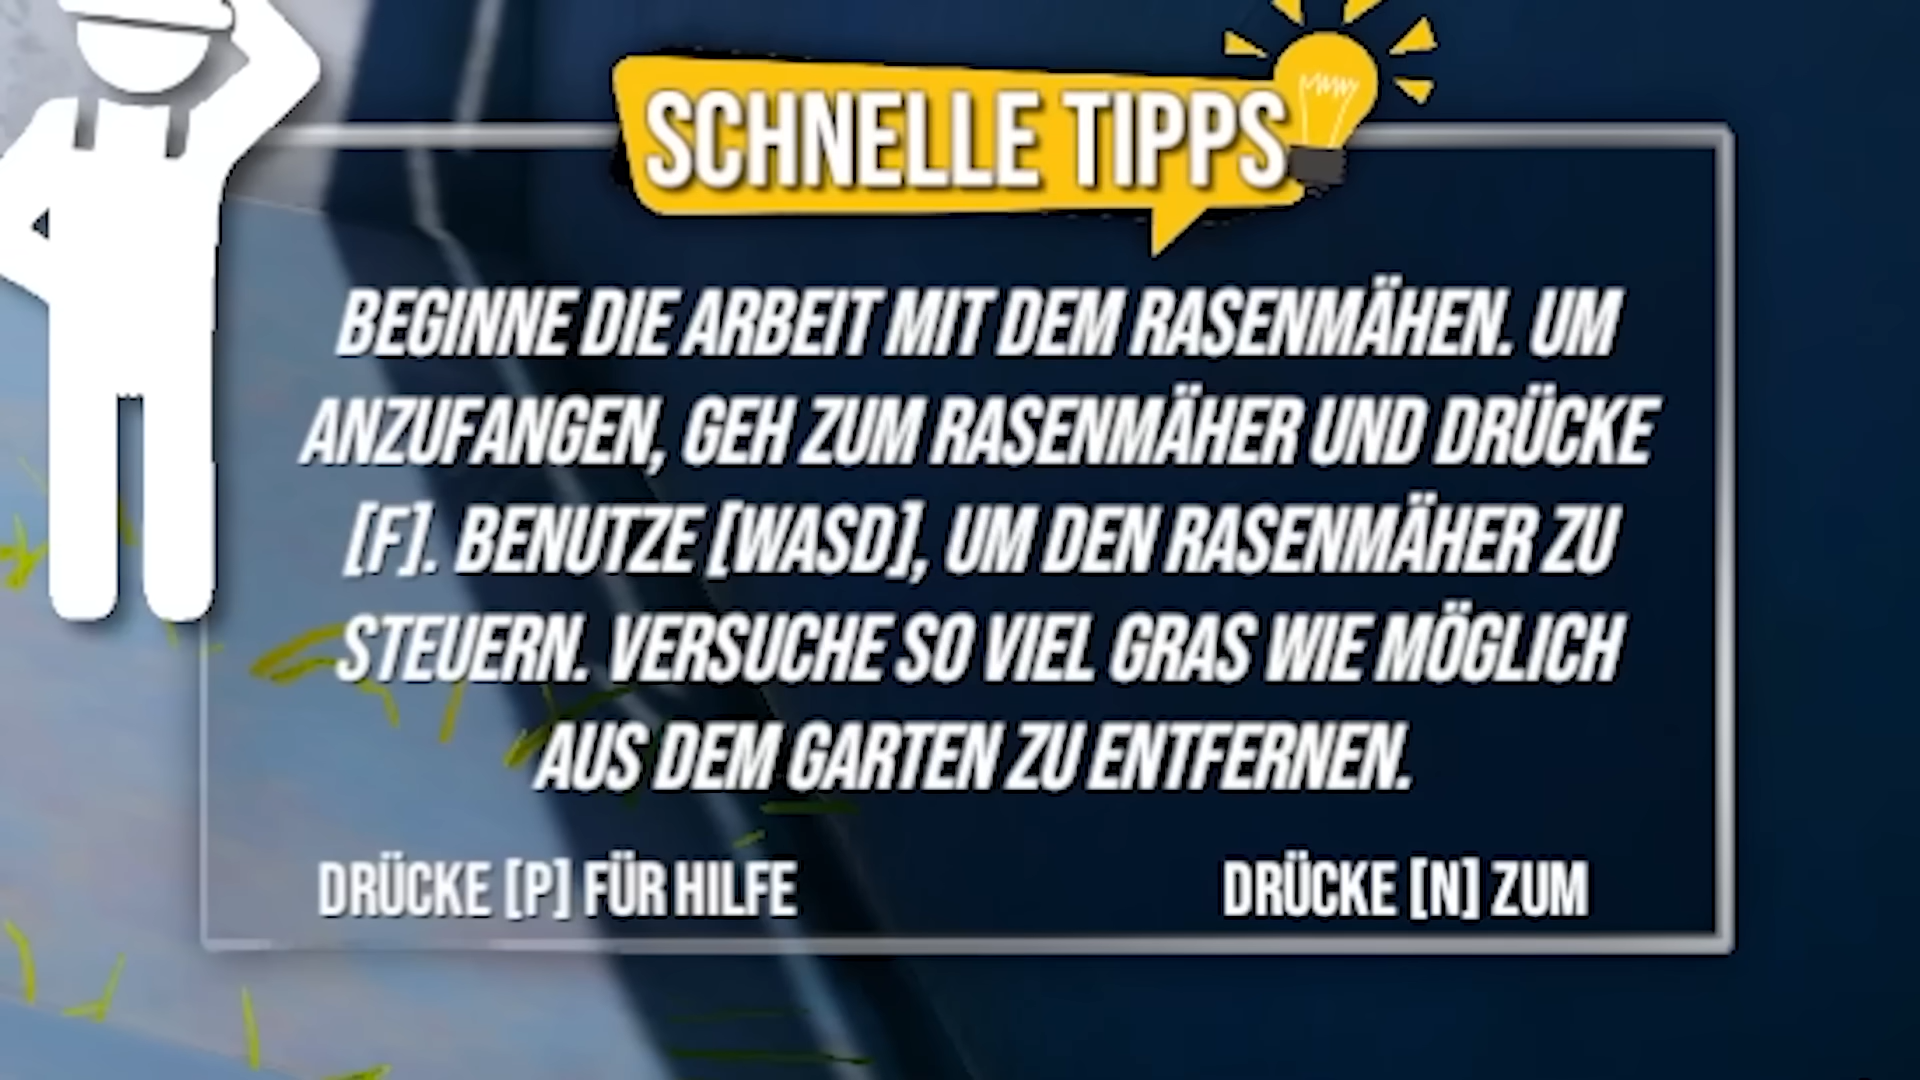 SCHNELLE TIPPS
BEGINNE DIE ARBEIT MIT DEM RASENMÄHEN. UM
ANZUFANGEN, GEH ZUM RASENMÄHER UND DRÜCKE
[F]. BENUTZE [WASD], UM DEN RASENMÄHER ZU
STEUERN. VERSUCHE SO VIEL GRAS WIE MÖGLICH
AUS DEM GARTEN ZU ENTFERNEN.
DRÜCKE [P] FÜR HILFE
DRÜCKE [N] ZUM